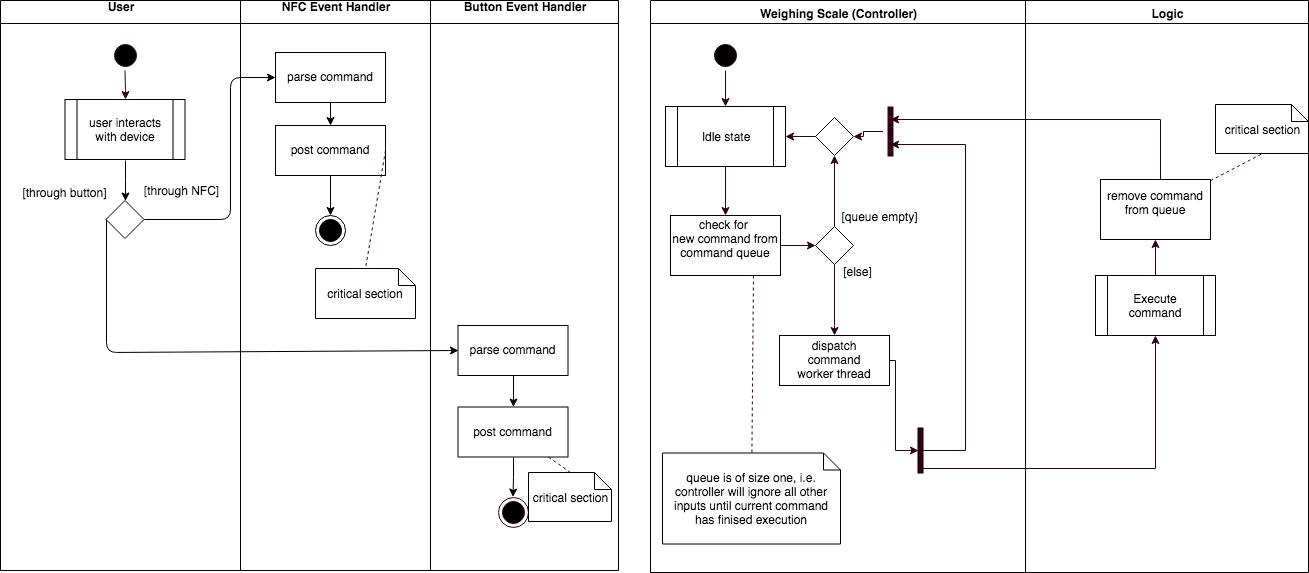 User
NFC Event Handler
Button Event Handler
user interacts
with device
[through button]
[through NFC]
parse command
post command
critical section
parse command
post command
critical section
Weighing Scale (Controller)
Logic
Idle state
check for
new command from
command queue
[queue empty]
[else]
dispatch
command
worker thread
queue is of size one, i.e.
controller will ignore all other
inputs until current command
has finised execution
critical section
remove command
from queue
Execute
command